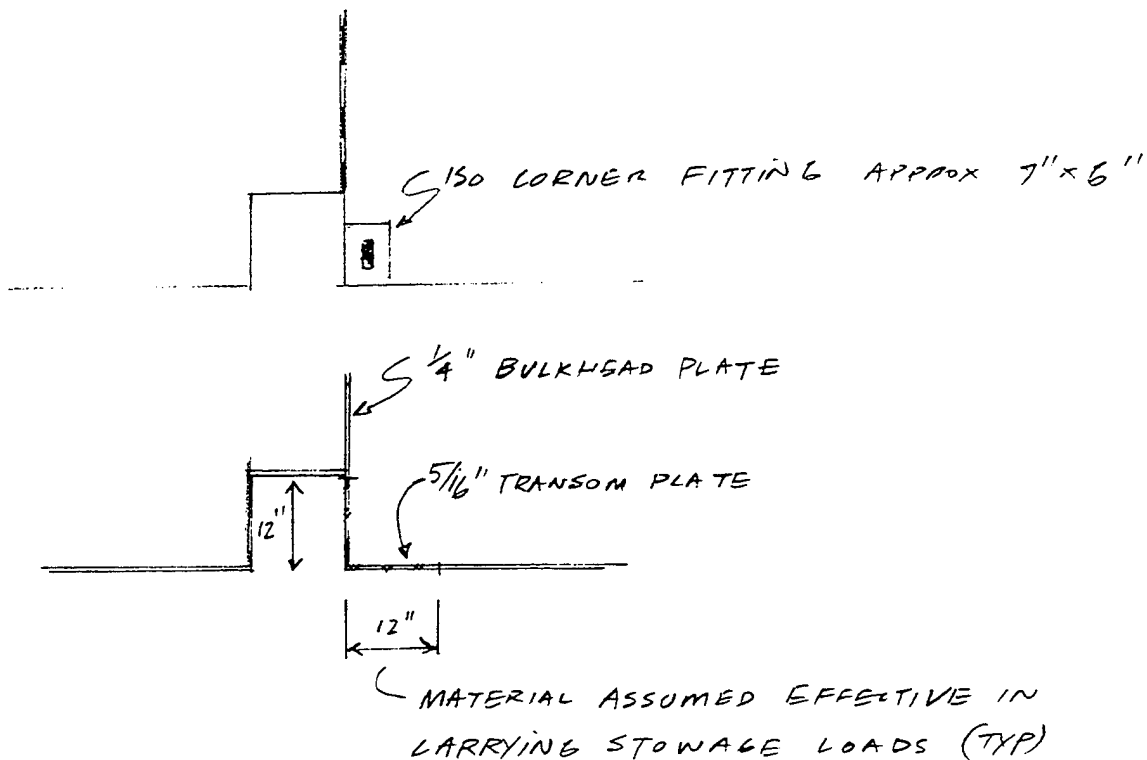 ISO CORNER FITTING APPROX 7" x 6"
1/4" BULKHEAD PLATE
5/16" TRANSOM PLATE
12"
12"
MATERIAL ASSUMED EFFECTIVE IN
CARRYING STOWAGE LOADS (TYP)